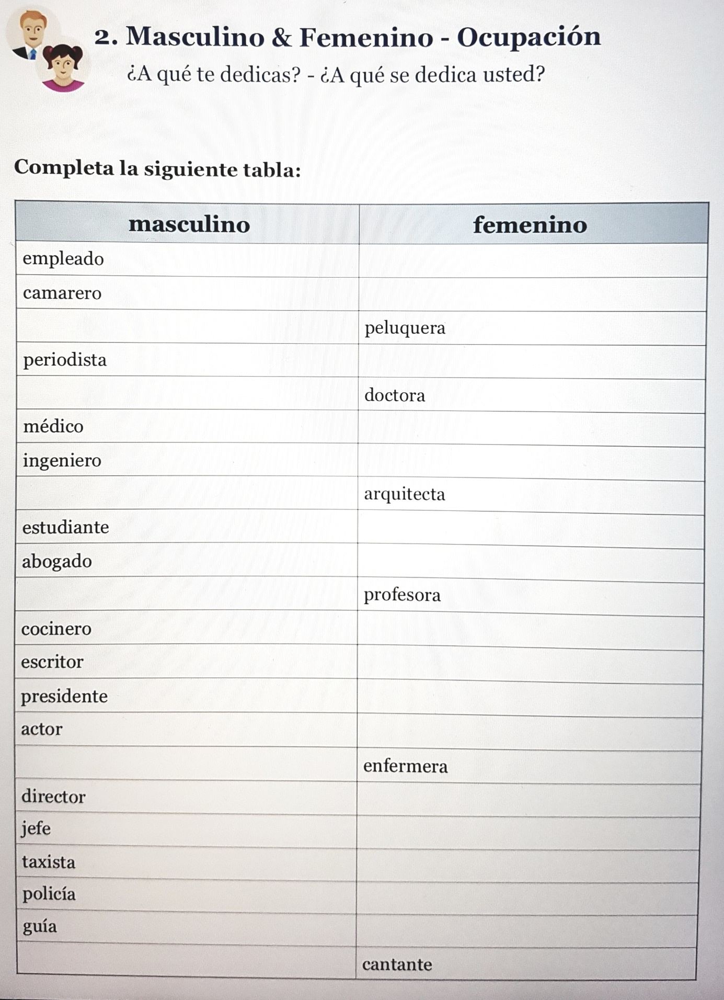 2. Masculino & Femenino - Ocupación
¿A qué te dedicas? - ¿A qué se dedica usted?
Completa la siguiente tabla:
masculino femenino
empleado
camarero
peluquera
periodista
doctora
médico
ingeniero
arquitecta
estudiante
abogado
profesora
cocinero
escritor
presidente
actor
enfermera
director
jefe
taxista
policía
guía
cantante